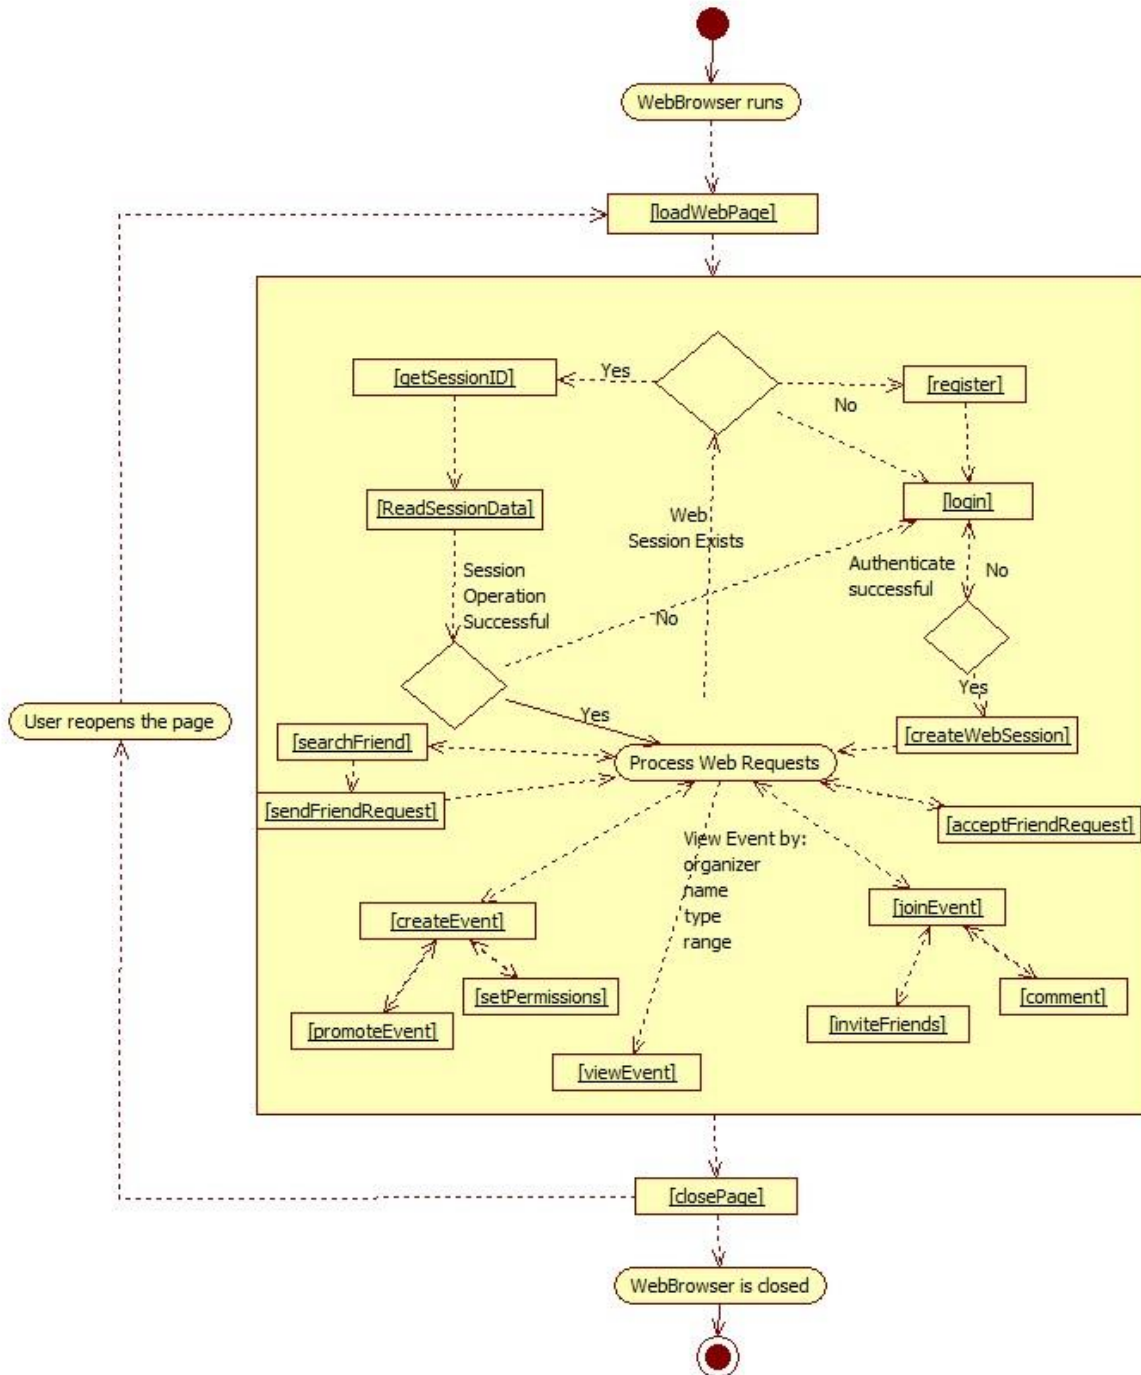 WebBrowser runs
[loadWebPage]
[getSessionID]
Yes
No
[register]
[ReadSessionData]
[login]
Web
Session Exists
Session
Operation
Successful
Authenticate
successful
No
No
Yes
Yes
User reopens the page
[searchFriend]
[createWebSession]
Process Web Requests
[sendFriendRequest]
[acceptFriendRequest]
View Event by:
organizer
name
type
range
[createEvent]
[joinEvent]
[setPermissions]
[comment]
[promoteEvent]
[inviteFriends]
[viewEvent]
[closePage]
WebBrowser is closed